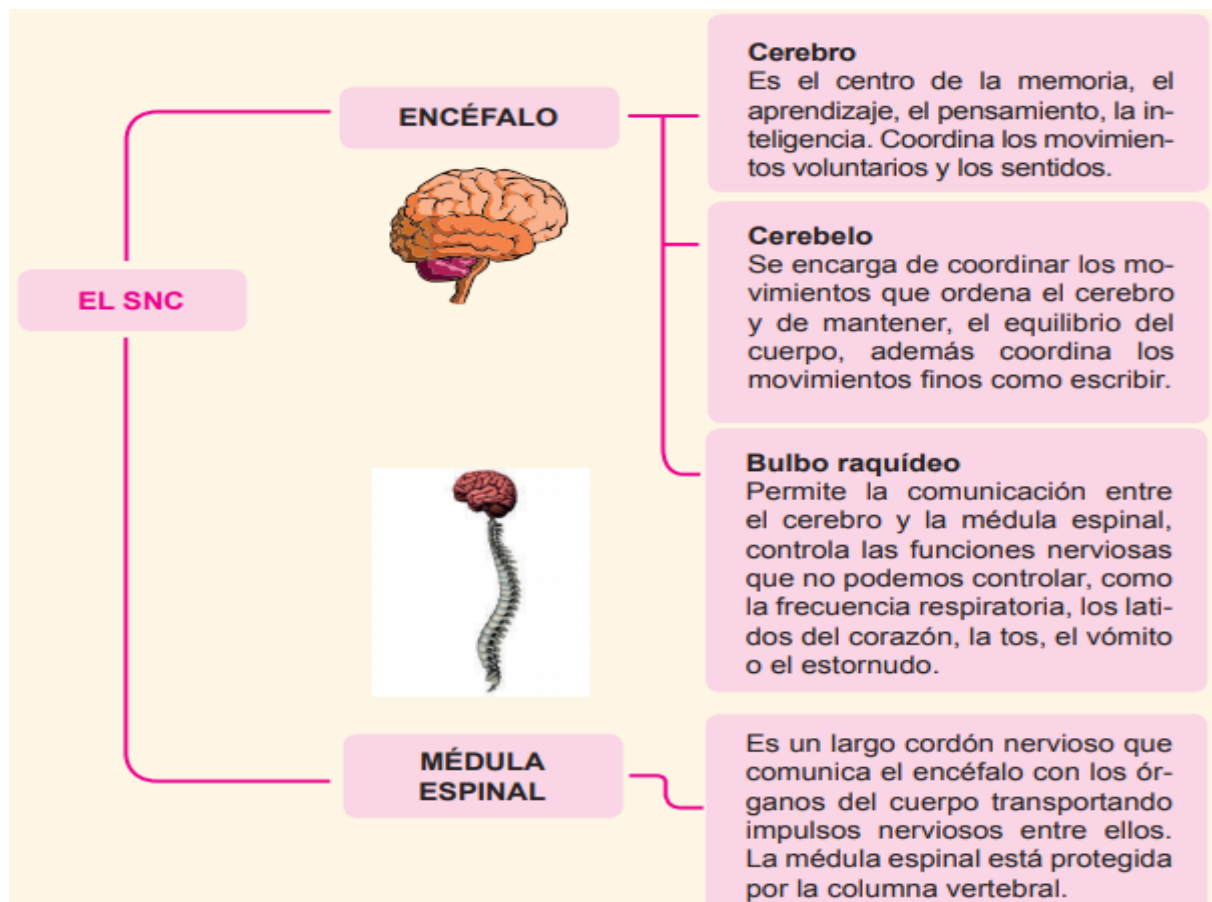 EL SNC
ENCÉFALO
Cerebro
Es el centro de la memoria, el
aprendizaje, el pensamiento, la in-
teligencia. Coordina los movimien-
tos voluntarios y los sentidos.
Cerebelo
Se encarga de coordinar los mo-
vimientos que ordena el cerebro
y de mantener, el equilibrio del
cuerpo, además coordina los
movimientos finos como escribir.
Bulbo raquídeo
Permite la comunicación entre
el cerebro y la médula espinal,
controla las funciones nerviosas
que no podemos controlar, como
la frecuencia respiratoria, los lati-
dos del corazón, la tos, el vómito
o el estornudo.
MÉDULA
ESPINAL
Es un largo cordón nervioso que
comunica el encéfalo con los ór-
ganos del cuerpo transportando
impulsos nerviosos entre ellos.
La médula espinal está protegida
por la columna vertebral.